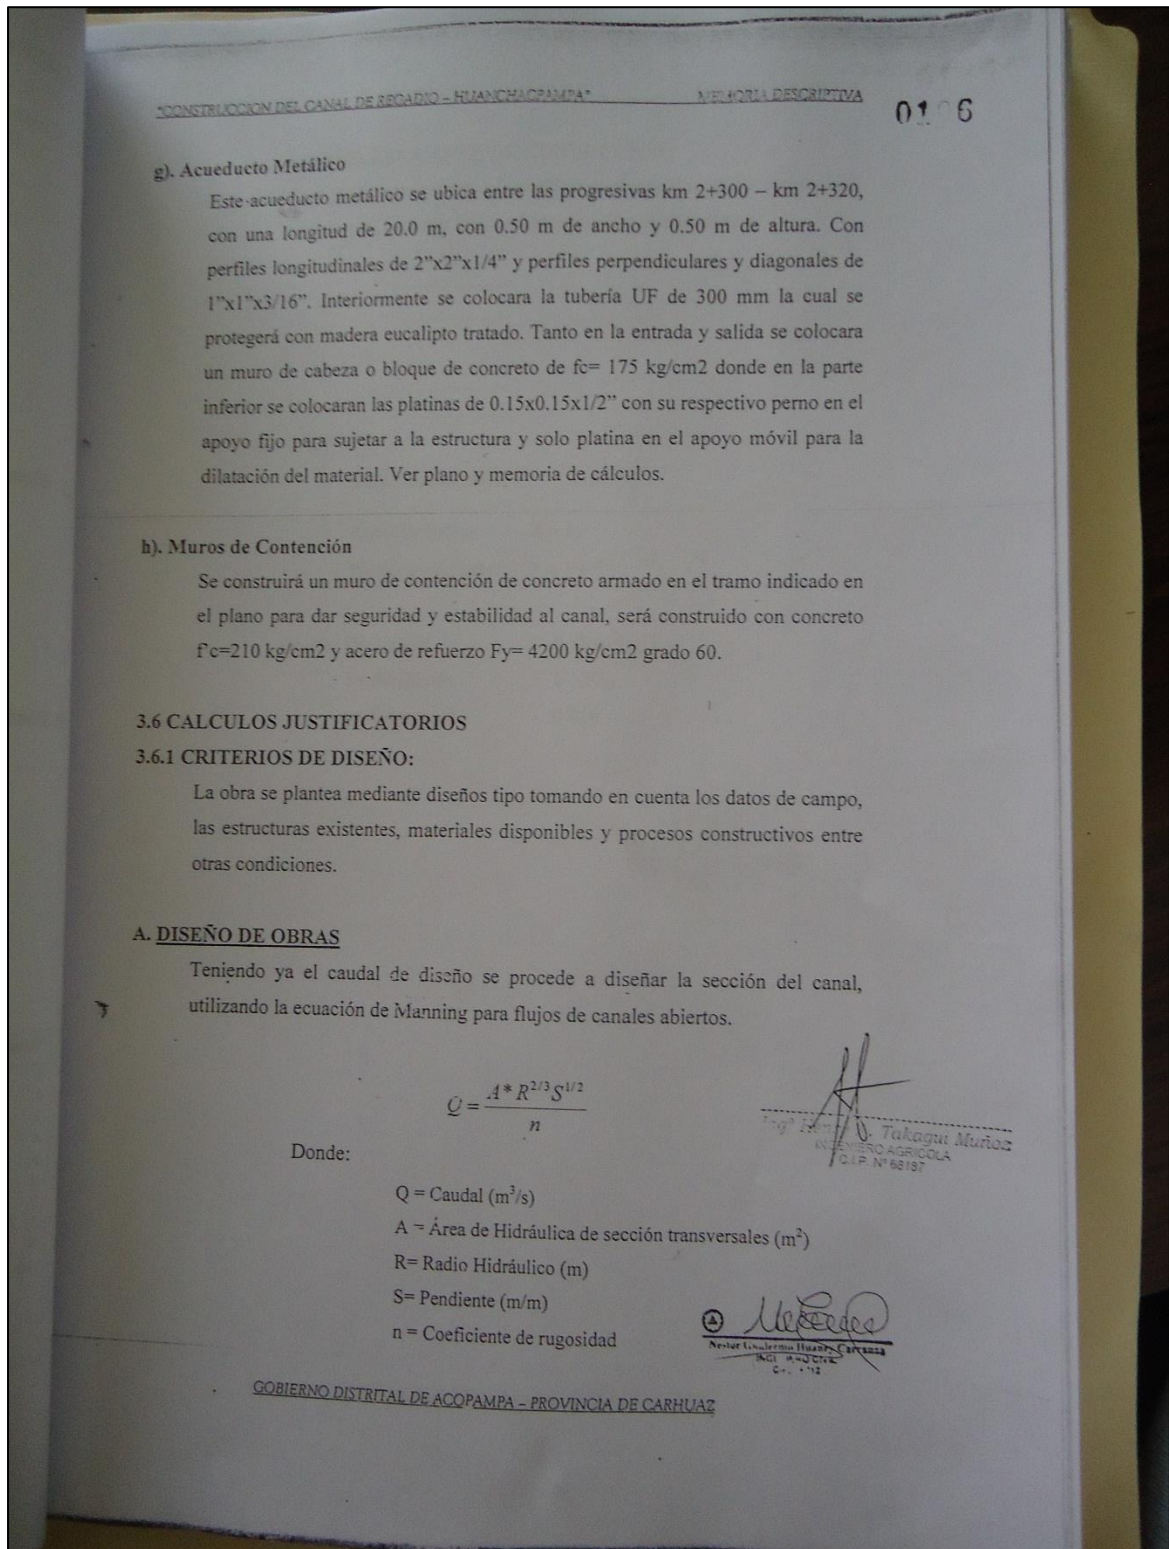 "CONSTRUCCION DEL CANAL DE REGADIO – HUANCHACPAMPA" MEMORIA DESCRIPTIVA
01 6
g). Acueducto Metálico
Este acueducto metálico se ubica entre las progresivas km 2+300 – km 2+320,
con una longitud de 20.0 m, con 0.50 m de ancho y 0.50 m de altura. Con
perfiles longitudinales de 2”x2”x1/4” y perfiles perpendiculares y diagonales de
1”x1”x3/16”. Interiormente se colocara la tubería UF de 300 mm la cual se
protegerá con madera eucalipto tratado. Tanto en la entrada y salida se colocara
un muro de cabeza o bloque de concreto de fc= 175 kg/cm2 donde en la parte
inferior se colocaran las platinas de 0.15x0.15x1/2” con su respectivo perno en el
apoyo fijo para sujetar a la estructura y solo platina en el apoyo móvil para la
dilatación del material. Ver plano y memoria de cálculos.
h). Muros de Contención
Se construirá un muro de contención de concreto armado en el tramo indicado en
el plano para dar seguridad y estabilidad al canal, será construido con concreto
f'c=210 kg/cm2 y acero de refuerzo Fy= 4200 kg/cm2 grado 60.
3.6 CALCULOS JUSTIFICATORIOS
3.6.1 CRITERIOS DE DISEÑO:
La obra se plantea mediante diseños tipo tomando en cuenta los datos de campo,
las estructuras existentes, materiales disponibles y procesos constructivos entre
otras condiciones.
A. DISEÑO DE OBRAS
Teniendo ya el caudal de diseño se procede a diseñar la sección del canal,
utilizando la ecuación de Manning para flujos de canales abiertos.
Q = A * R^2/3 S^1/2 / n
Donde:
Ingº Takagui Muñoz
INGENIERO AGRICOLA
C.I.P. Nº 68187
Q = Caudal (m³/s)
A = Área de Hidráulica de sección transversales (m²)
R= Radio Hidráulico (m)
S= Pendiente (m/m)
n = Coeficiente de rugosidad
Nestor Carranza
GOBIERNO DISTRITAL DE ACOPAMPA – PROVINCIA DE CARHUAZ